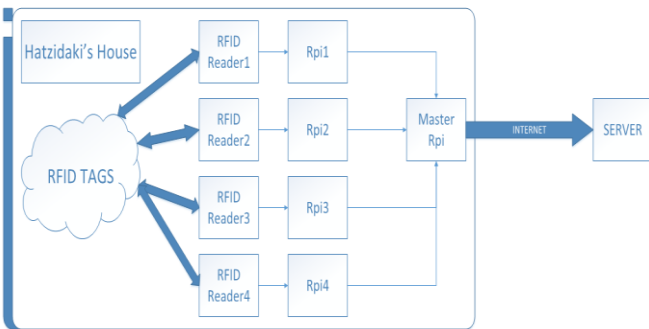 Hatzidaki's House
RFID TAGS
RFID
Reader1
Rpi1
RFID
Reader2
Rpi2
RFID
Reader3
Rpi3
RFID
Reader4
Rpi4
Master
Rpi
INTERNET
SERVER